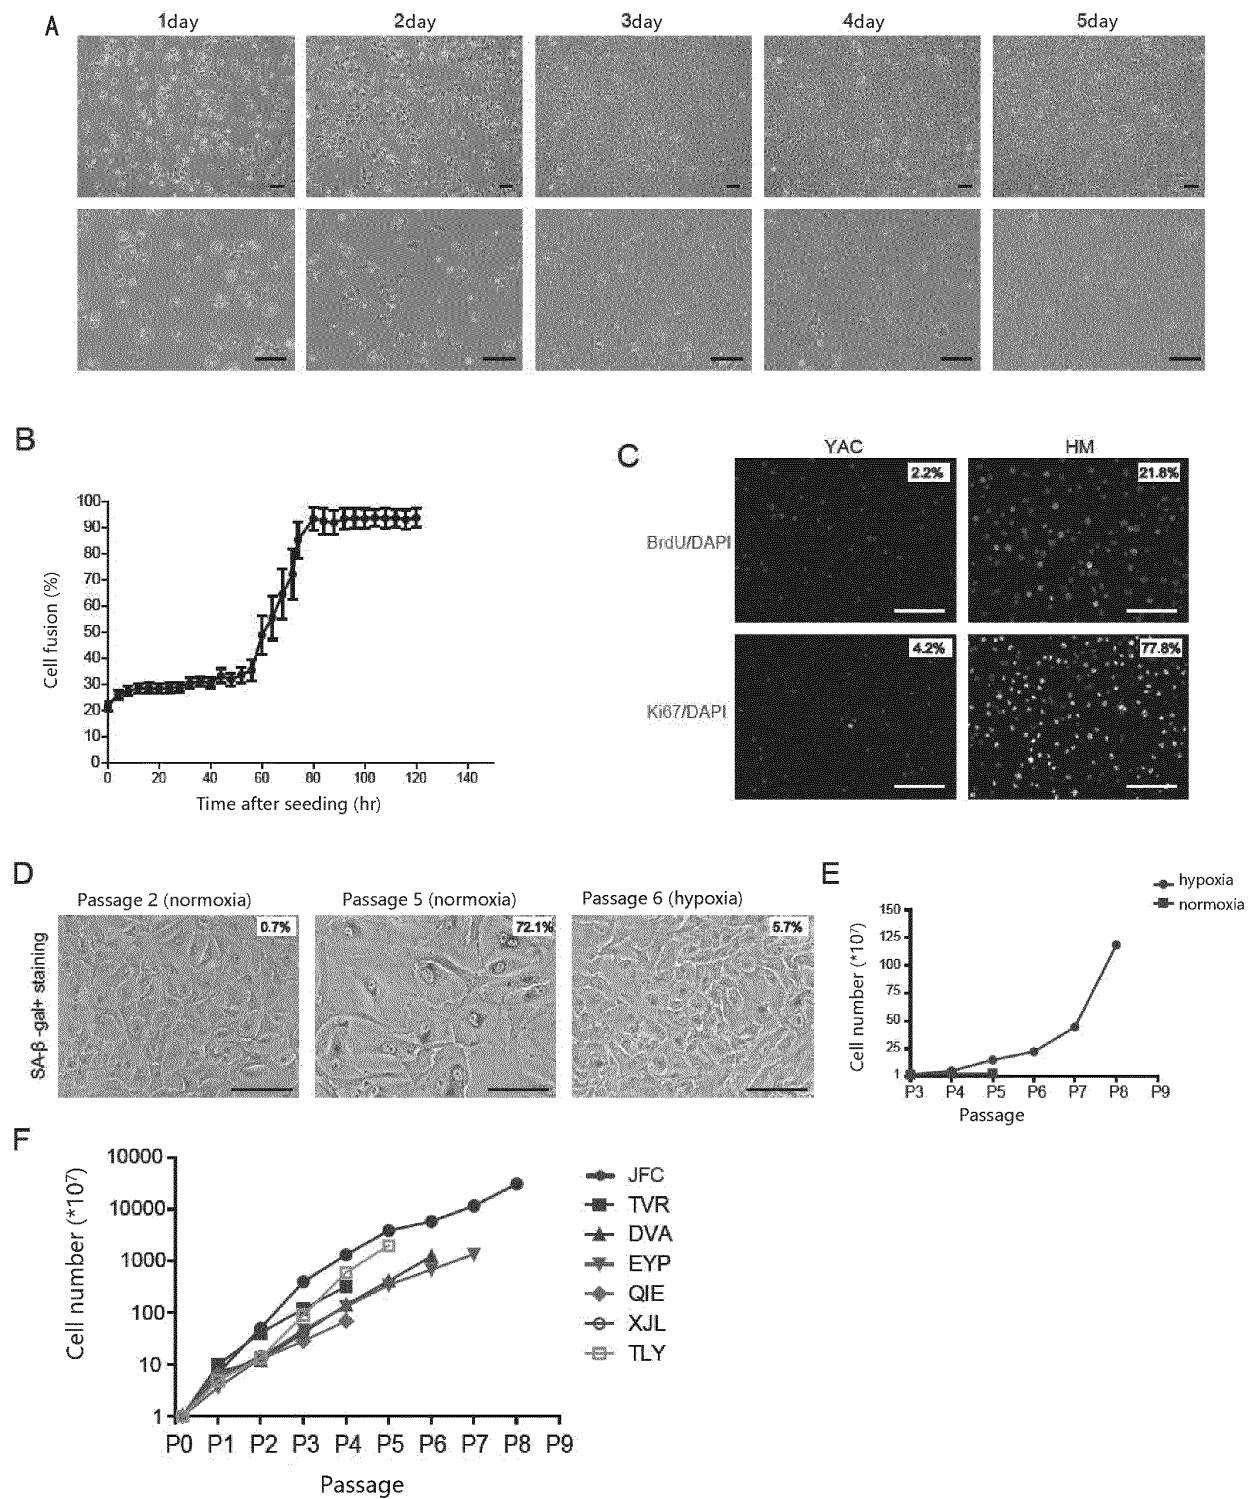 A
1day 2day 3day 4day 5day
B
100
90
80
70
60
50
40
30
20
10
0
0 20 40 60 80 100 120 140
Cell fusion (%)
Time after seeding (hr)
C
YAC HM
BrdU/DAPI
2.2% 21.8%
Ki67/DAPI
4.2% 77.8%
D
Passage 2 (normoxia) Passage 5 (normoxia) Passage 6 (hypoxia)
SA-β -gal+ staining
0.7% 72.1% 5.7%
E
hypoxia
normoxia
150
125
100
75
50
25
1
P3 P4 P5 P6 P7 P8 P9
Cell number (*10⁷)
Passage
F
10000
10000
1000
100
10
1
P0 P1 P2 P3 P4 P5 P6 P7 P8 P9
Cell number (*10⁷)
Passage
JFC
TVR
DVA
EYP
QIE
XJL
TLY